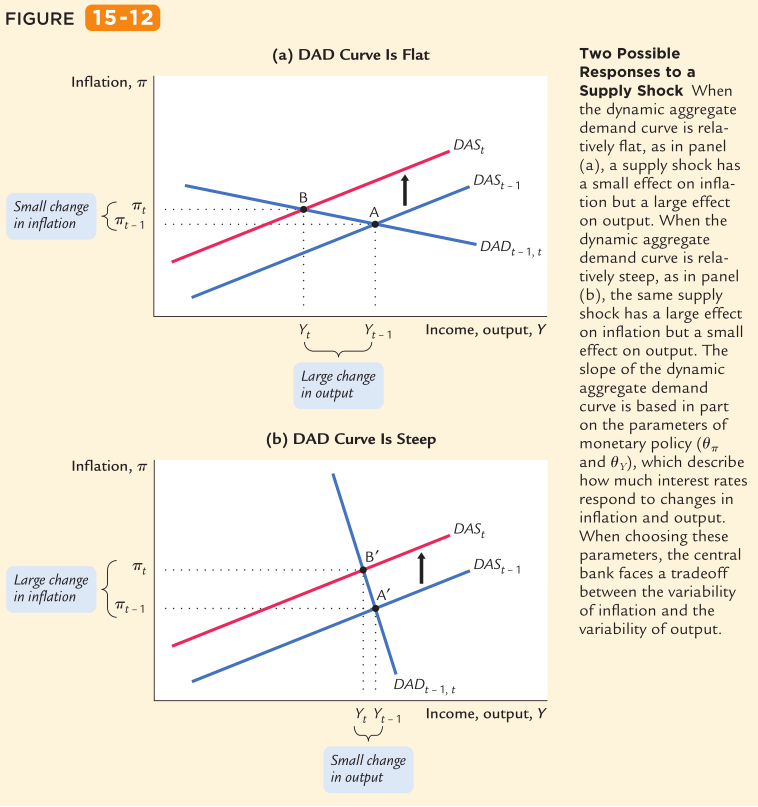 FIGURE 15-12
(a) DAD Curve Is Flat
Inflation, π
DASt
DASt – 1
B
A
Small change
in inflation
πt
πt – 1
DADt – 1, t
Yt
Yt – 1
Income, output, Y
Large change
in output
(b) DAD Curve Is Steep
Inflation, π
DASt
DASt – 1
B′
A′
Large change
in inflation
πt
πt – 1
DADt – 1, t
Yt
Yt – 1
Income, output, Y
Small change
in output
Two Possible
Responses to a
Supply Shock When
the dynamic aggregate
demand curve is rela-
tively flat, as in panel
(a), a supply shock has
a small effect on infla-
tion but a large effect
on output. When the
dynamic aggregate
demand curve is rela-
tively steep, as in panel
(b), the same supply
shock has a large effect
on inflation but a small
effect on output. The
slope of the dynamic
aggregate demand
curve is based in part
on the parameters of
monetary policy (θπ
and θY), which describe
how much interest rates
respond to changes in
inflation and output.
When choosing these
parameters, the central
bank faces a tradeoff
between the variability
of inflation and the
variability of output.